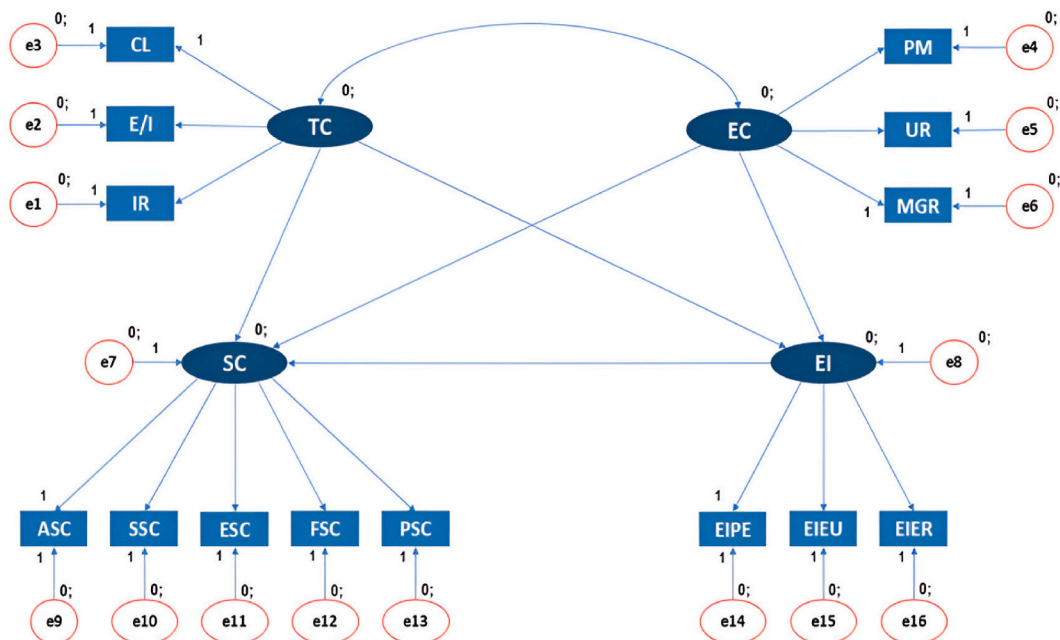 0; 0;
e3 1 CL 1 PM 1 e4
0; 0;
0; 0;
e2 1 E/I TC EC UR 1 e5
0; 0;
e1 1 IR 1 MGR 1 e6
0; 0; 0; 0;
e7 1 SC EI 1 e8
1 1
ASC SSC ESC FSC PSC EIPE EIEU EIER
1 1 1 1 1 1 1 1
0; 0; 0; 0; 0; 0; 0; 0;
e9 e10 e11 e12 e13 e14 e15 e16